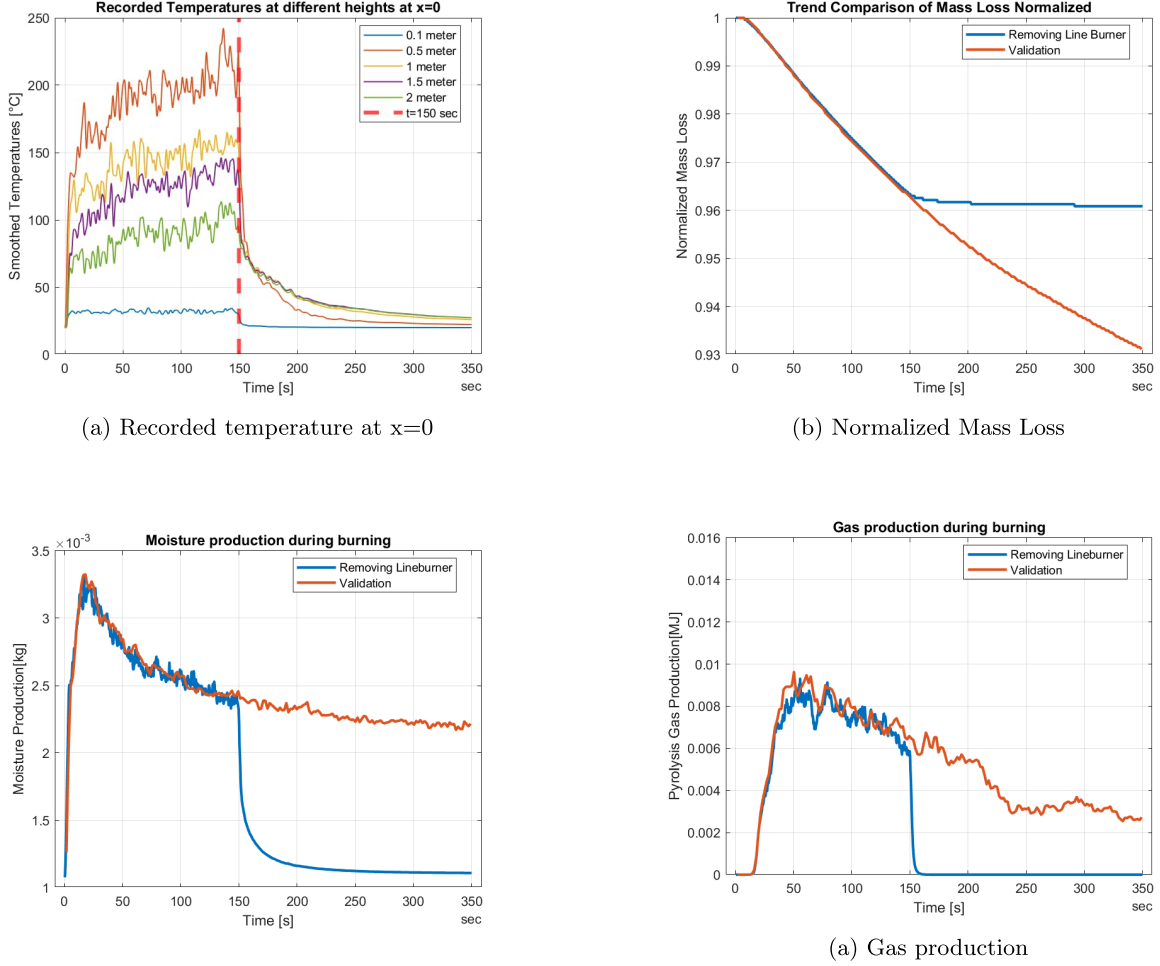 Recorded Temperatures at different heights at x=0
250
200
150
100
50
0
Smoothed Temperatures [°C]
0.1 meter
0.5 meter
1 meter
1.5 meter
2 meter
t=150 sec
0 50 100 150 200 250 300 350
sec
Time [s]
(a) Recorded temperature at x=0
Trend Comparison of Mass Loss Normalized
1
0.99
0.98
0.97
0.96
0.95
0.94
0.93
Normalized Mass Loss
Removing Line Burner
Validation
0 50 100 150 200 250 300 350
sec
Time [s]
(b) Normalized Mass Loss
×10⁻³
Moisture production during burning
3.5
3
2.5
2
1.5
1
Moisture Production[kg]
Removing Lineburner
Validation
0 50 100 150 200 250 300 350
sec
Time [s]
Gas production during burning
0.016
0.014
0.012
0.01
0.008
0.006
0.004
0.002
0
Pyrolysis Gas Production[MJ]
Removing Lineburner
Validation
0 50 100 150 200 250 300 350
sec
Time [s]
(a) Gas production